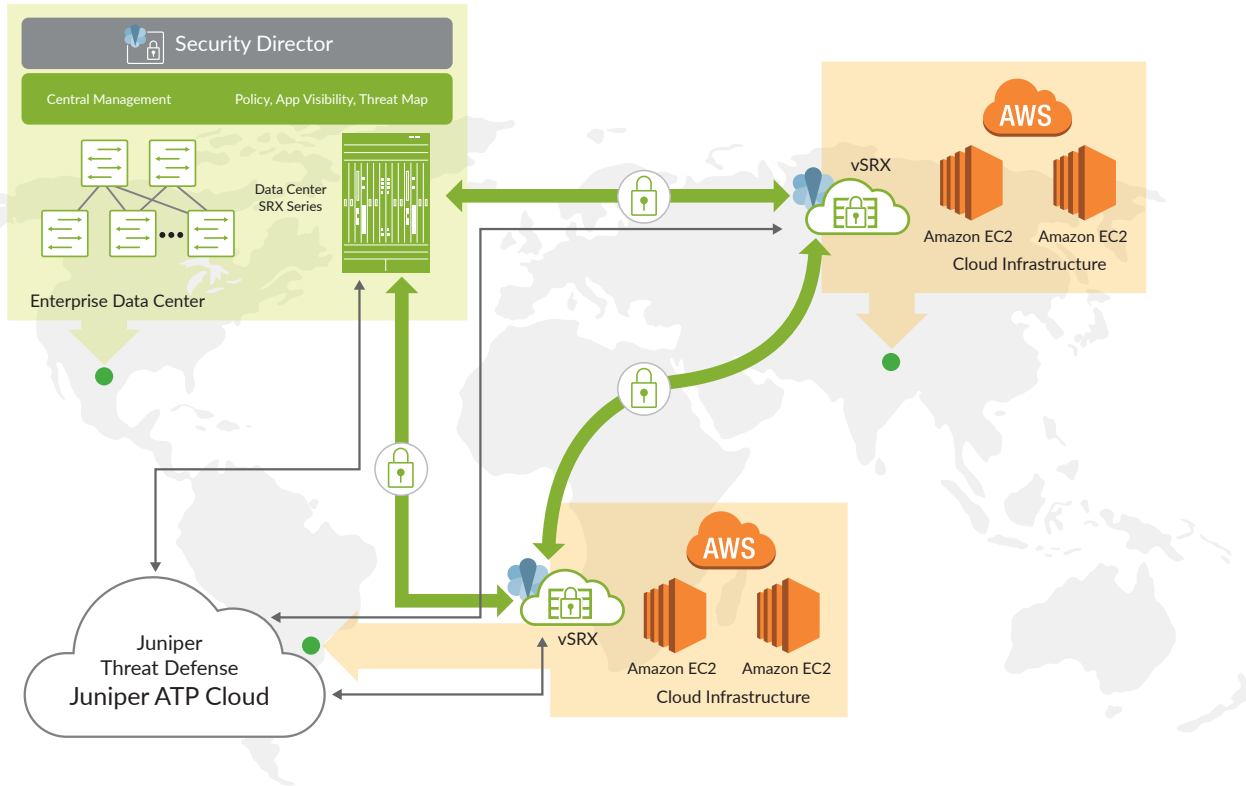 Security Director
Central Management
Policy, App Visibility, Threat Map
Data Center
SRX Series
Enterprise Data Center
AWS
vSRX
Amazon EC2
Amazon EC2
Cloud Infrastructure
AWS
vSRX
Amazon EC2
Amazon EC2
Cloud Infrastructure
Juniper
Threat Defense
Juniper ATP Cloud